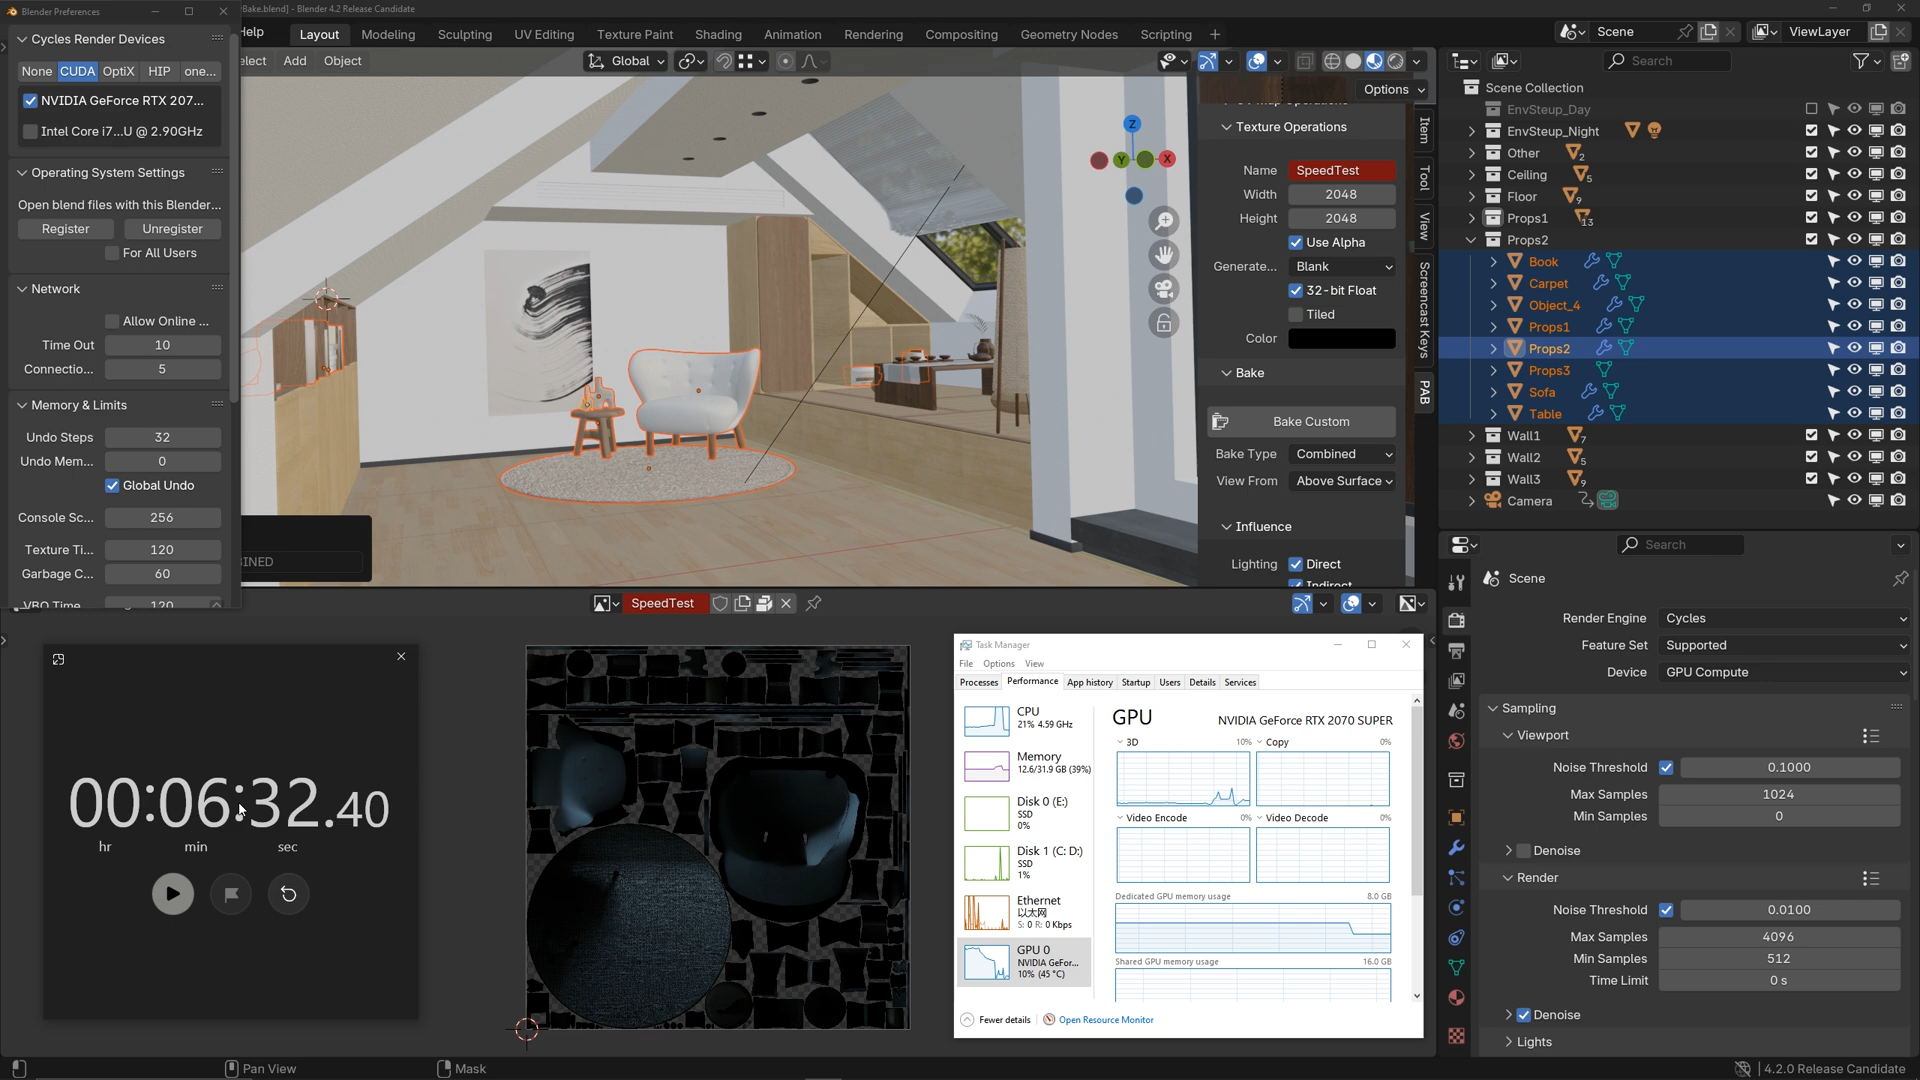 Blender Preferences
Bake.blend] - Blender 4.2 Release Candidate
Help
Layout
Modeling
Sculpting
UV Editing
Texture Paint
Shading
Animation
Rendering
Compositing
Geometry Nodes
Scripting
+
Scene
ViewLayer
Cycles Render Devices
None
CUDA
OptiX
HIP
one...
NVIDIA GeForce RTX 207...
Intel Core i7...U @ 2.90GHz
Operating System Settings
Open blend files with this Blender...
Register
Unregister
For All Users
Network
Allow Online ...
Time Out 10
Connectio... 5
Memory & Limits
Undo Steps 32
Undo Mem... 0
Global Undo
Console Sc... 256
Texture Ti... 120
Garbage C... 60
VBO Time 120
elect
Add
Object
Global
Options
Z
Y
X
INED
Texture Operations
Name SpeedTest
Width 2048
Height 2048
Use Alpha
Generate... Blank
32-bit Float
Tiled
Color
Bake
Bake Custom
Bake Type Combined
View From Above Surface
Influence
Lighting Direct
Indirect
Item
Tool
View
Screencast Keys
PAB
Search
Scene Collection
EnvSteup_Day
EnvSteup_Night
Other 2
Ceiling 5
Floor 9
Props1 13
Props2
Book
Carpet
Object_4
Props1
Props2
Props3
Sofa
Table
Wall1 7
Wall2 5
Wall3 9
Camera
Search
Scene
Render Engine Cycles
Feature Set Supported
Device GPU Compute
Sampling
Viewport
Noise Threshold 0.1000
Max Samples 1024
Min Samples 0
Denoise
Render
Noise Threshold 0.0100
Max Samples 4096
Min Samples 512
Time Limit 0 s
Denoise
Lights
SpeedTest
00:06:32.40
hr
min
sec
Task Manager
File
Options
View
Processes
Performance
App history
Startup
Users
Details
Services
CPU
21% 4.59 GHz
Memory
12.6/31.9 GB (39%)
Disk 0 (E:)
SSD
0%
Disk 1 (C: D:)
SSD
1%
Ethernet
以太网
S: 0 R: 0 Kbps
GPU 0
NVIDIA GeFor...
10% (45 °C)
GPU
NVIDIA GeForce RTX 2070 SUPER
3D 10%
Copy 0%
Video Encode 0%
Video Decode 0%
Dedicated GPU memory usage 8.0 GB
Shared GPU memory usage 16.0 GB
Fewer details
Open Resource Monitor
Pan View
Mask
4.2.0 Release Candidate